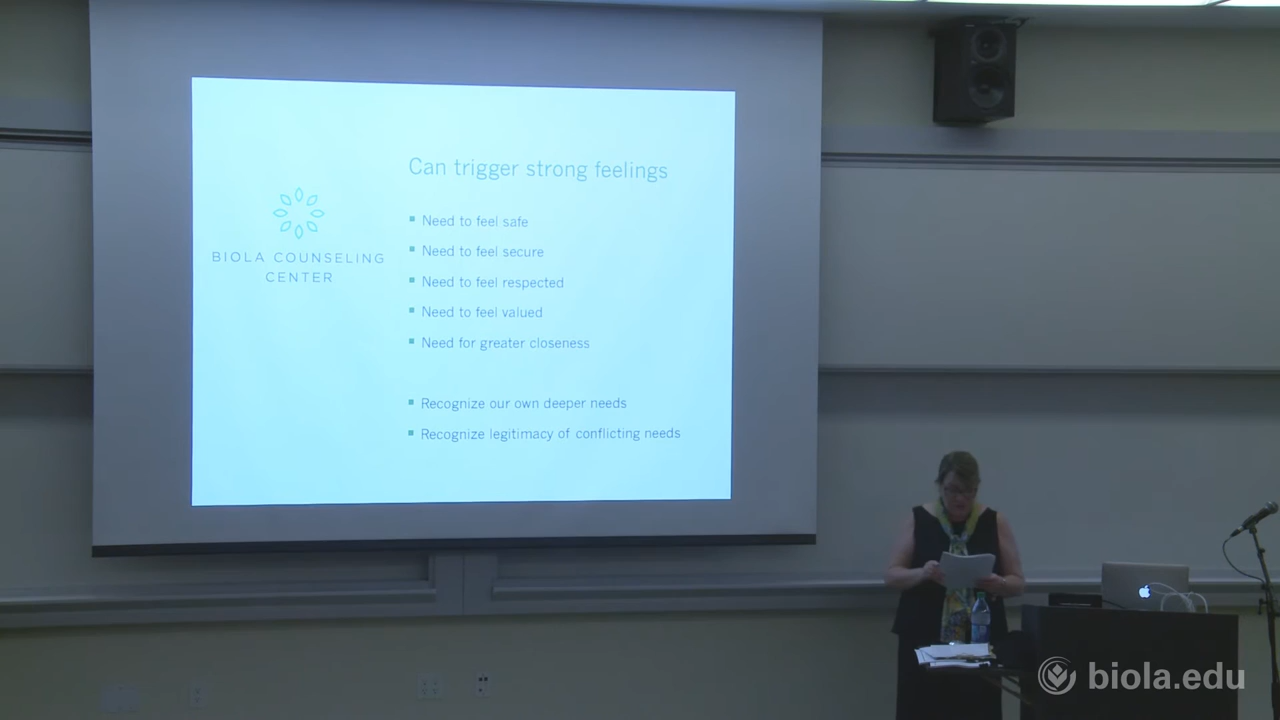 Can trigger strong feelings
Need to feel safe
Need to feel secure
Need to feel respected
Need to feel valued
Need for greater closeness
Recognize our own deeper needs
Recognize legitimacy of conflicting needs
BIOLA COUNSELING
CENTER
biola.edu